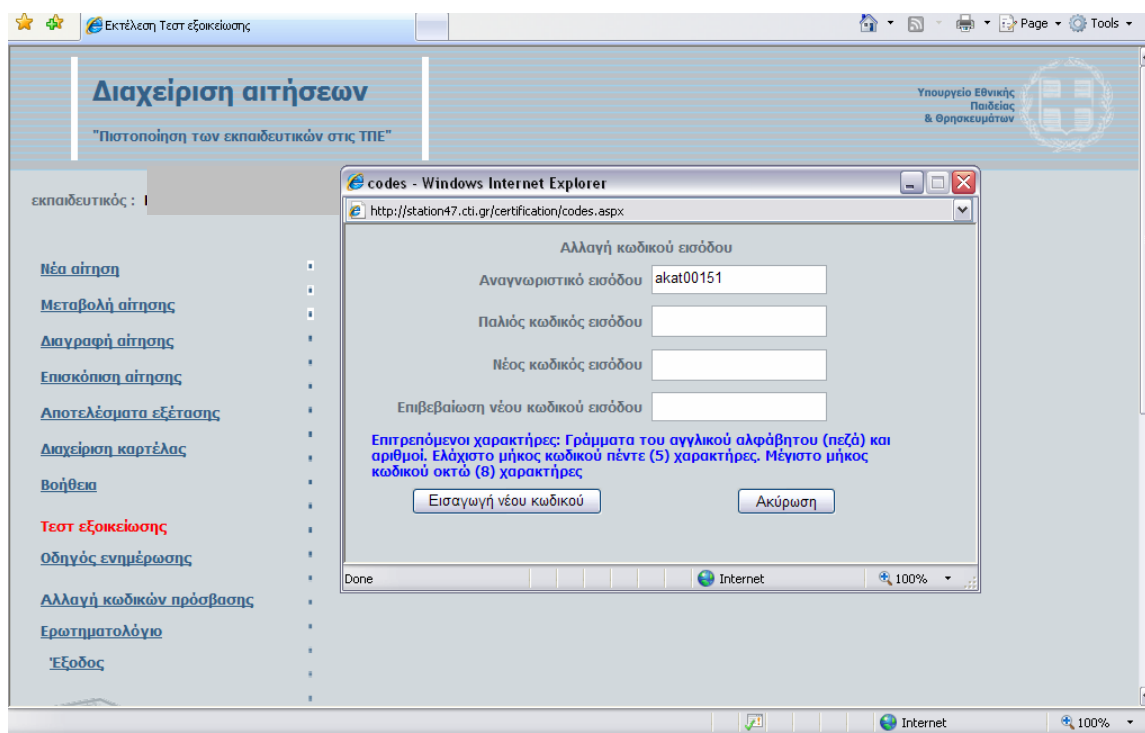 Εκτέλεση Τεστ εξοικείωσης
Page
Tools
Διαχείριση αιτήσεων
"Πιστοποίηση των εκπαιδευτικών στις ΤΠΕ"
Υπουργείο Εθνικής
Παιδείας
& Θρησκευμάτων
εκπαιδευτικός :
Νέα αίτηση
Μεταβολή αίτησης
Διαγραφή αίτησης
Επισκόπιση αίτησης
Αποτελέσματα εξέτασης
Διαχείριση καρτέλας
Βοήθεια
Τεστ εξοικείωσης
Οδηγός ενημέρωσης
Αλλαγή κωδικών πρόσβασης
Ερωτηματολόγιο
Έξοδος
codes - Windows Internet Explorer
http://station47.cti.gr/certification/codes.aspx
Αλλαγή κωδικού εισόδου
Αναγνωριστικό εισόδου akat00151
Παλιός κωδικός εισόδου
Νέος κωδικός εισόδου
Επιβεβαίωση νέου κωδικού εισόδου
Επιτρεπόμενοι χαρακτήρες: Γράμματα του αγγλικού αλφάβητου (πεζά) και
αριθμοί. Ελάχιστο μήκος κωδικού πέντε (5) χαρακτήρες. Μέγιστο μήκος
κωδικού οκτώ (8) χαρακτήρες
Εισαγωγή νέου κωδικού
Ακύρωση
Done
Internet
100%
Internet
100%